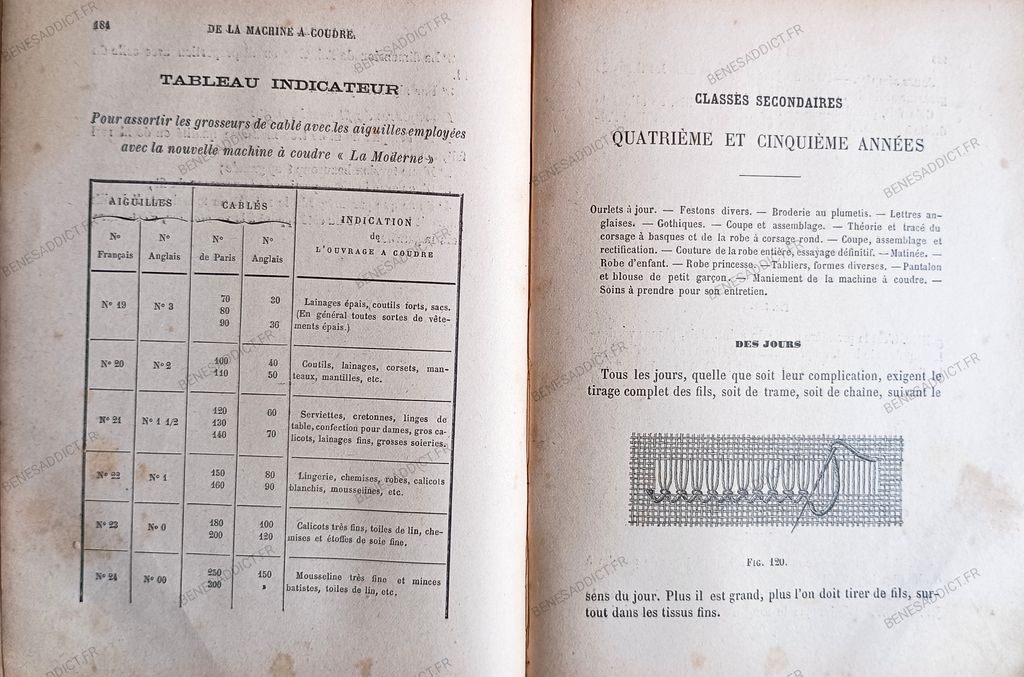 184
DE LA MACHINE A COUDRE.
TABLEAU INDICATEUR
Pour assortir les grosseurs de cablé avec les aiguilles employées
avec la nouvelle machine à coudre « La Moderne »
AIGUILLES
CABLÉS
INDICATION
de
L'OUVRAGE A COUDRE
No Français
No Anglais
No de Paris
No Anglais
No 19
No 3
70
80
90
30
36
Lainages épais, coutils forts, sacs.
(En général toutes sortes de vête-
ments épais.)
No 20
No 2
100
110
40
50
Coutils, lainages, corsets, man-
teaux, mantilles, etc.
No 21
No 1 1/2
120
130
140
60
70
Serviettes, cretonnes, linges de
table, confection pour dames, gros ca-
licots, lainages fins, grosses soieries.
No 22
No 1
150
160
80
90
Lingerie, chemises, robes, calicots
blanchis, mousselines, etc.
No 23
No 0
180
200
100
120
Calicots très fins, toiles de lin, che-
mises et étoffes de soie fine.
No 24
No 00
250
300
150
»
Mousseline très fine et minces
batistes, toiles de lin, etc.
CLASSES SECONDAIRES
QUATRIÈME ET CINQUIÈME ANNÉES
Ourlets à jour. — Festons divers. — Broderie au plumetis. — Lettres an-
glaises. — Gothiques. — Coupe et assemblage. — Théorie et tracé du
corsage à basques et de la robe à corsage rond. — Coupe, assemblage et
rectification. — Couture de la robe entière, essayage définitif. — Matinée. —
Robe d'enfant. — Robe princesse. — Tabliers, formes diverses. — Pantalon
et blouse de petit garçon. — Maniement de la machine à coudre. —
Soins à prendre pour son entretien.
DES JOURS
Tous les jours, quelle que soit leur complication, exigent le
tirage complet des fils, soit de trame, soit de chaine, suivant le
FIG. 120.
sens du jour. Plus il est grand, plus l'on doit tirer de fils, sur-
tout dans les tissus fins.
BENESADDICT.FR